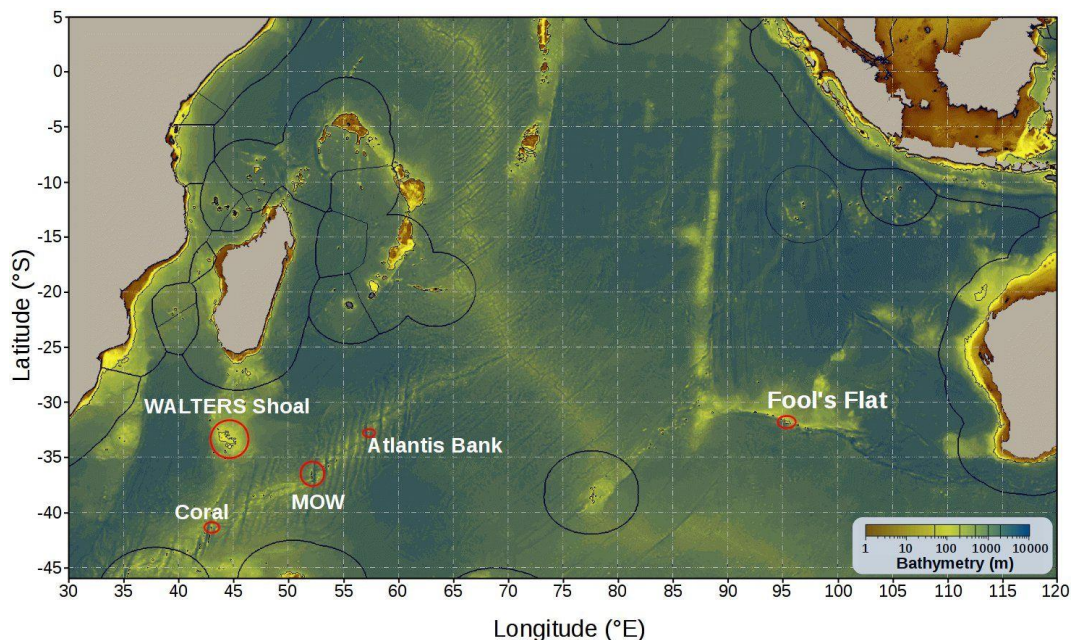 5
0
-5
-10
-15
-20
-25
-30
-35
-40
-45
Latitude (°S)
WALTERS Shoal
Fool's Flat
Atlantis Bank
MOW
Coral
1 10 100 1000 10000
Bathymetry (m)
30 35 40 45 50 55 60 65 70 75 80 85 90 95 100 105 110 115 120
Longitude (°E)